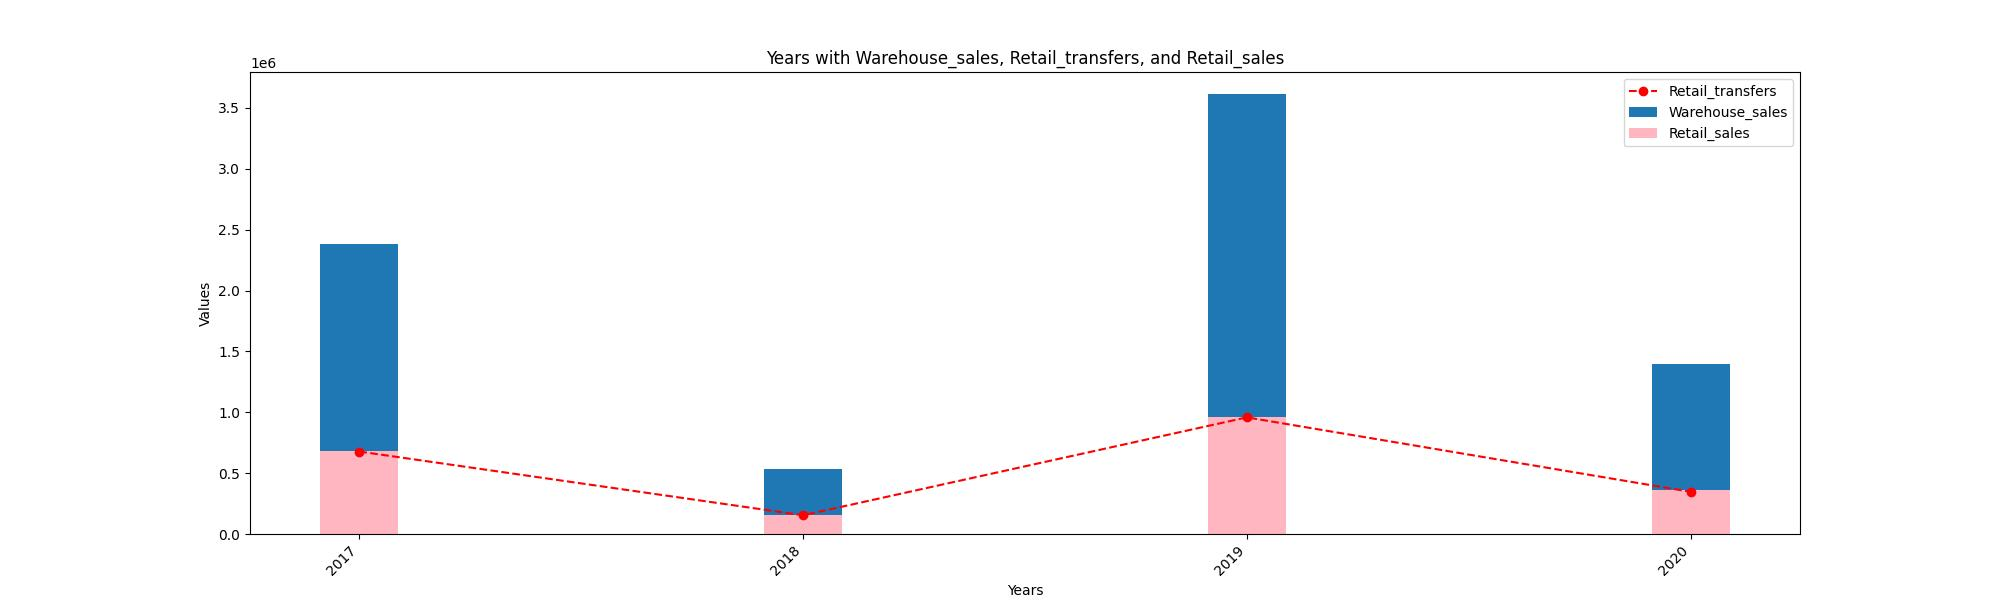 Years with Warehouse_sales, Retail_transfers, and Retail_sales
1e6
3.5
3.0
2.5
2.0
1.5
1.0
0.5
0.0
Values
Retail_transfers
Warehouse_sales
Retail_sales
2017
2018
2019
2020
Years